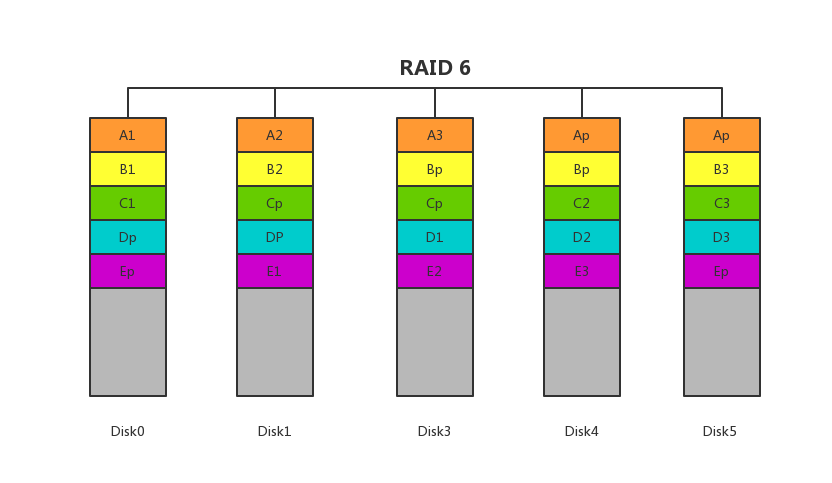 RAID 6
A1 A2 A3 Ap Ap
B1 B2 Bp Bp B3
C1 Cp Cp C2 C3
Dp DP D1 D2 D3
Ep E1 E2 E3 Ep
Disk0 Disk1 Disk3 Disk4 Disk5